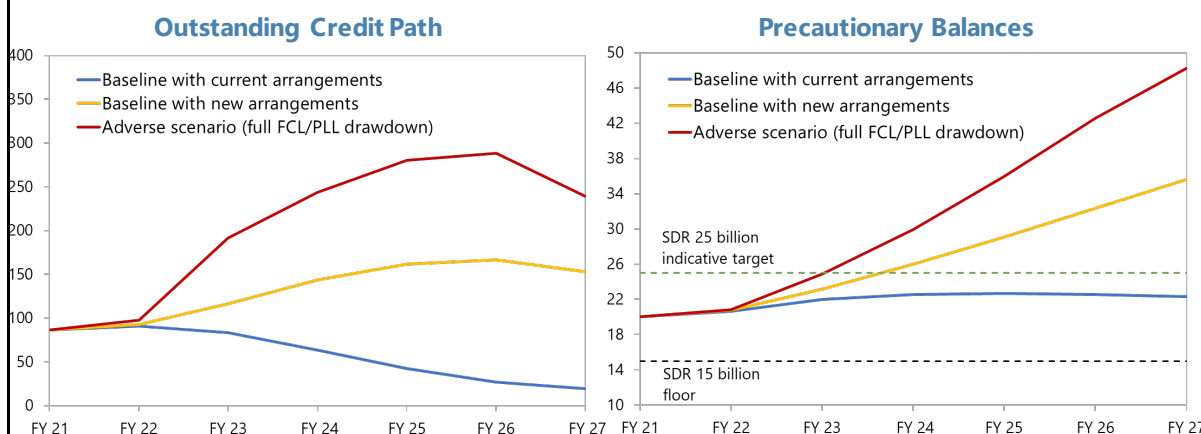 Outstanding Credit Path
400
350
300
250
200
150
100
50
0
Baseline with current arrangements
Baseline with new arrangements
Adverse scenario (full FCL/PLL drawdown)
FY 21 FY 22 FY 23 FY 24 FY 25 FY 26 FY 27
Precautionary Balances
50
46
42
38
34
30
26
22
18
14
10
Baseline with current arrangements
Baseline with new arrangements
Adverse scenario (full FCL/PLL drawdown)
SDR 25 billion
indicative target
SDR 15 billion
floor
FY 21 FY 22 FY 23 FY 24 FY 25 FY 26 FY 27